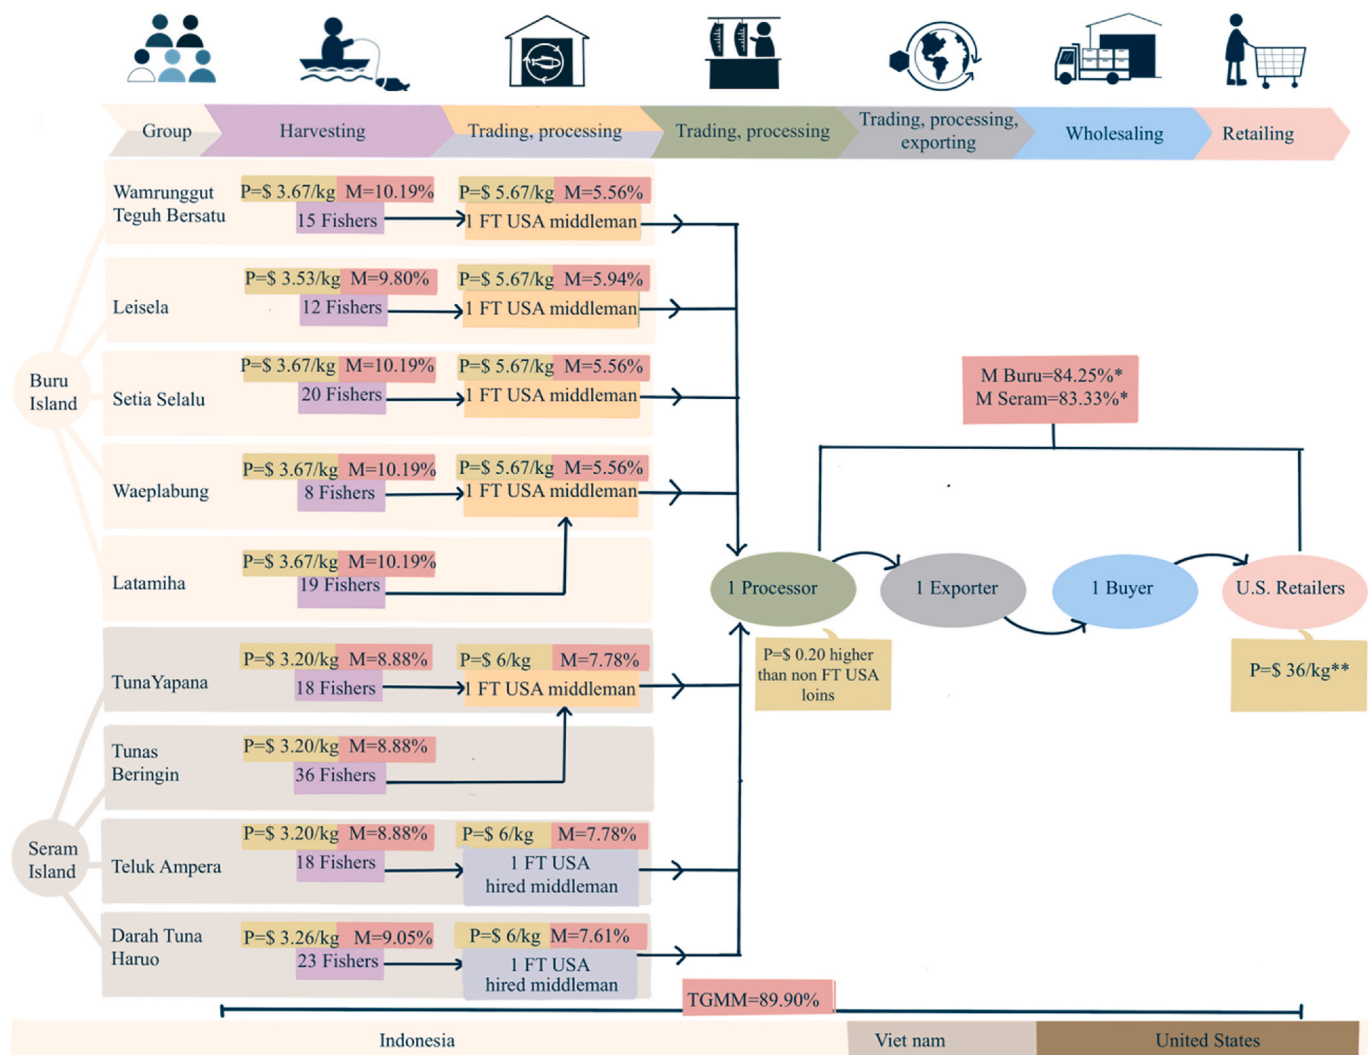 Group
Harvesting
Trading, processing
Trading, processing
Trading, processing,
exporting
Wholesaling
Retailing
Wamrunggut
Teguh Bersatu
P=$ 3.67/kg M=10.19%
15 Fishers
P=$ 5.67/kg M=5.56%
1 FT USA middleman
Leisela
P=$ 3.53/kg M=9.80%
12 Fishers
P=$ 5.67/kg M=5.94%
1 FT USA middleman
Buru
Island
Setia Selalu
P=$ 3.67/kg M=10.19%
20 Fishers
P=$ 5.67/kg M=5.56%
1 FT USA middleman
M Buru=84.25%*
M Seram=83.33%*
Waeplabung
P=$ 3.67/kg M=10.19%
8 Fishers
P=$ 5.67/kg M=5.56%
1 FT USA middleman
Latamiha
P=$ 3.67/kg M=10.19%
19 Fishers
1 Processor
1 Exporter
1 Buyer
U.S. Retailers
P=$ 0.20 higher
than non FT USA
loins
P=$ 36/kg**
TunaYapana
P=$ 3.20/kg M=8.88%
18 Fishers
P=$ 6/kg M=7.78%
1 FT USA middleman
Tunas
Beringin
P=$ 3.20/kg M=8.88%
36 Fishers
Seram
Island
Teluk Ampera
P=$ 3.20/kg M=8.88%
18 Fishers
P=$ 6/kg M=7.78%
1 FT USA
hired middleman
Darah Tuna
Haruo
P=$ 3.26/kg M=9.05%
23 Fishers
P=$ 6/kg M=7.61%
1 FT USA
hired middleman
TGMM=89.90%
Indonesia
Viet nam
United States